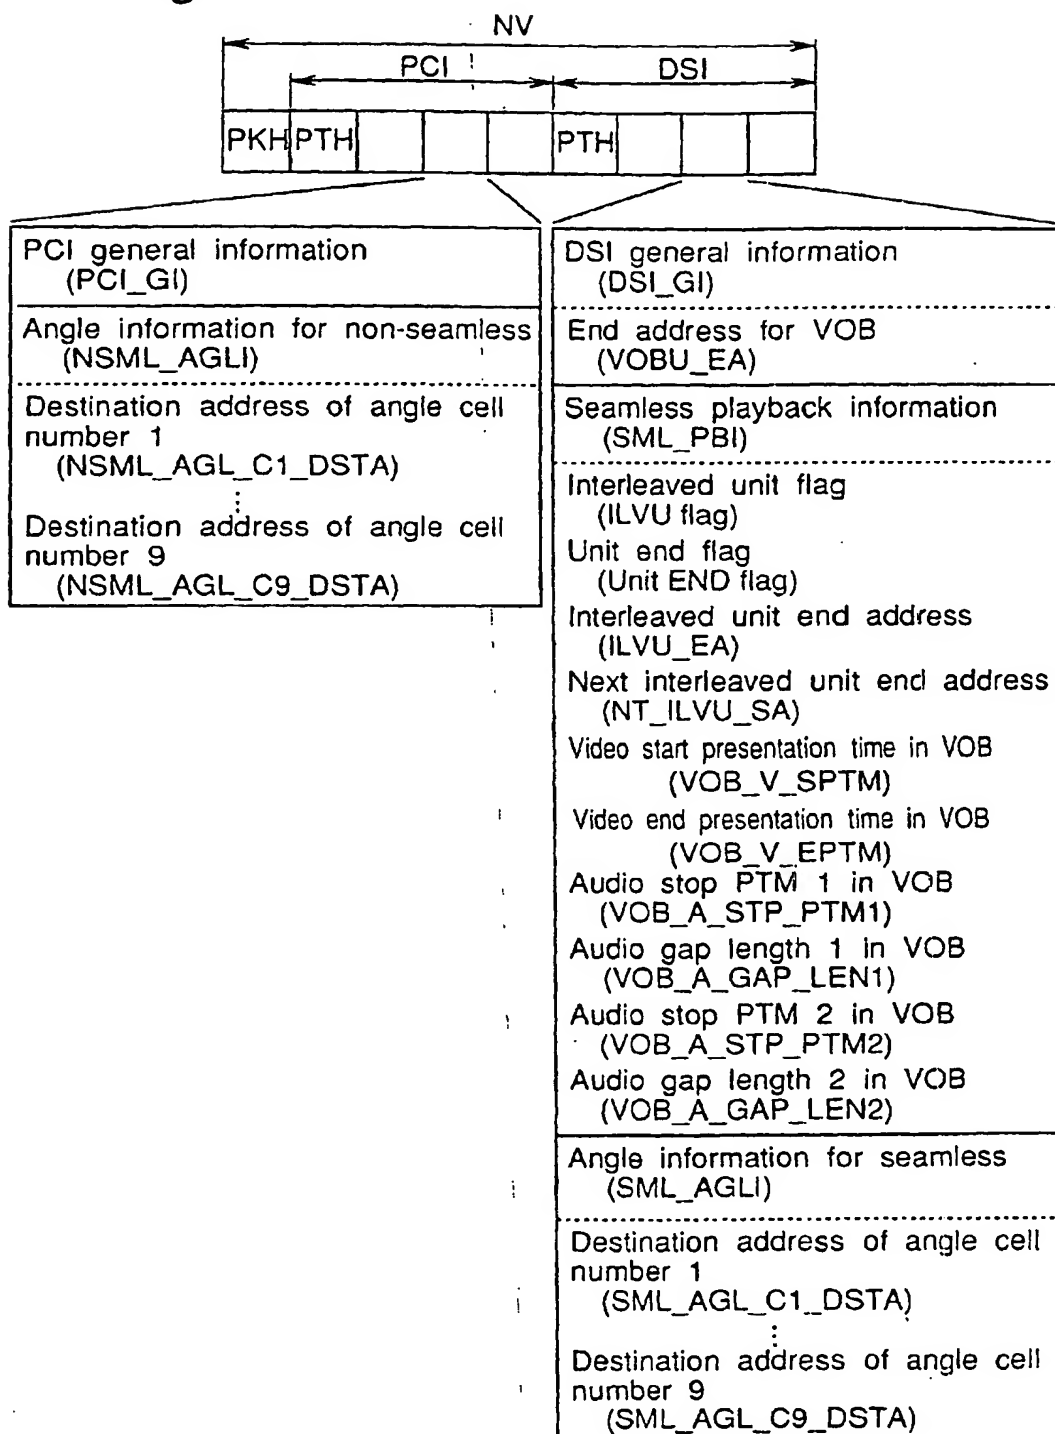 NV
PCI
DSI
PKH PTH PTH
PCI general information
(PCI_GI)
Angle information for non-seamless
(NSML_AGLI)
Destination address of angle cell
number 1
(NSML_AGL_C1_DSTA)
Destination address of angle cell
number 9
(NSML_AGL_C9_DSTA)
DSI general information
(DSI_GI)
End address for VOB
(VOBU_EA)
Seamless playback information
(SML_PBI)
Interleaved unit flag
(ILVU flag)
Unit end flag
(Unit END flag)
Interleaved unit end address
(ILVU_EA)
Next interleaved unit end address
(NT_ILVU_SA)
Video start presentation time in VOB
(VOB_V_SPTM)
Video end presentation time in VOB
(VOB_V_EPTM)
Audio stop PTM 1 in VOB
(VOB_A_STP_PTM1)
Audio gap length 1 in VOB
(VOB_A_GAP_LEN1)
Audio stop PTM 2 in VOB
(VOB_A_STP_PTM2)
Audio gap length 2 in VOB
(VOB_A_GAP_LEN2)
Angle information for seamless
(SML_AGLI)
Destination address of angle cell
number 1
(SML_AGL_C1_DSTA)
Destination address of angle cell
number 9
(SML_AGL_C9_DSTA)